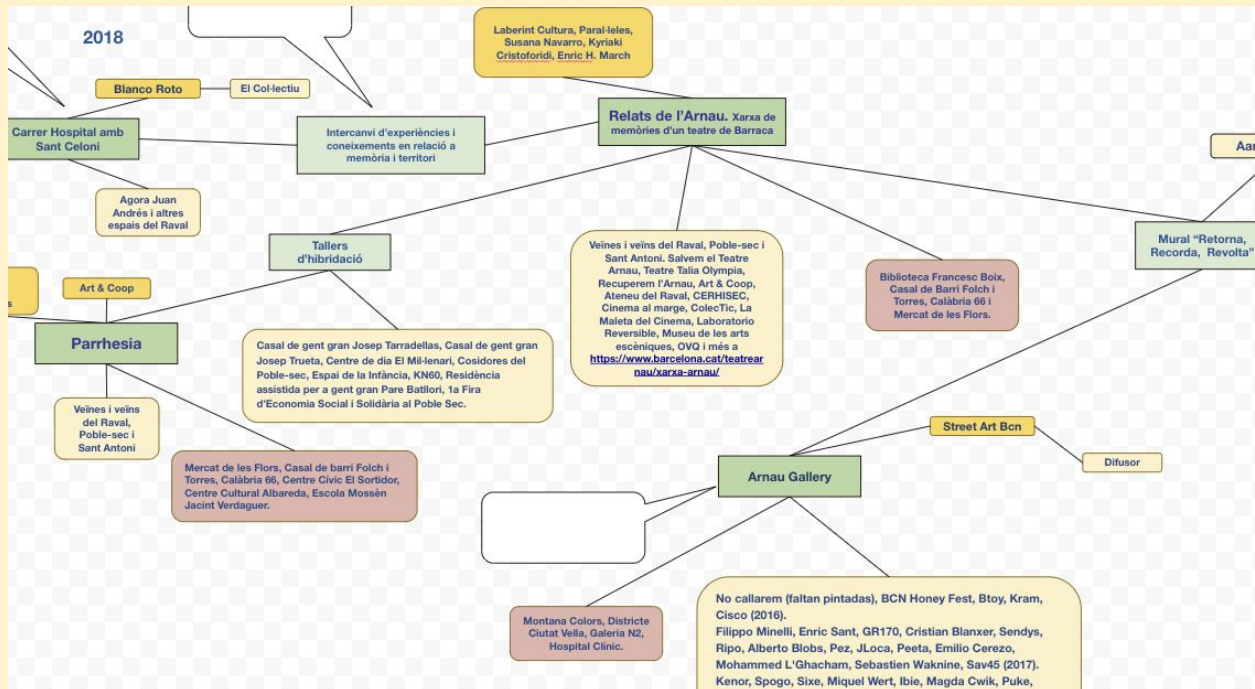 2018
Laberint Cultura, Paral·leles,
Susana Navarro, Kyriaki
Cristoforidi, Enric H. March
Blanco Roto
El Col·lectiu
Carrer Hospital amb
Sant Celoni
Intercanvi d'experiències i
coneixements en relació a
memòria i territori
Relats de l'Arnau. Xarxa de
memòries d'un teatre de Barraca
Agora Juan
Andrés i altres
espais del Raval
Tallers
d'hibridació
Veïnes i veïns del Raval, Poble-sec i
Sant Antoni. Salvem el Teatre
Arnau, Teatre Talia Olympia,
Recuperem l'Arnau, Art & Coop,
Ateneu del Raval, CERHISEC,
Cinema al marge, ColecTic, La
Maleta del Cinema, Laboratorio
Reversible, Museu de les arts
escèniques, OVQ i més a
https://www.barcelona.cat/teatrear
nau/xarxa-arnau/
Biblioteca Francesc Boix,
Casal de Barri Folch i
Torres, Calàbria 66 i
Mercat de les Flors.
Mural “Retorna,
Recorda, Revolta”
Art & Coop
Parrhesia
Casal de gent gran Josep Tarradellas, Casal de gent gran
Josep Trueta, Centre de dia El Mil·lenari, Cosidores del
Poble-sec, Espai de la Infància, KN60, Residència
assistida per a gent gran Pare Batllori, 1a Fira
d'Economia Social i Solidària al Poble Sec.
Veïnes i veïns
del Raval,
Poble-sec i
Sant Antoni
Mercat de les Flors, Casal de barri Folch i
Torres, Calàbria 66, Centre Cívic El Sortidor,
Centre Cultural Albareda, Escola Mossèn
Jacint Verdaguer.
Street Art Bcn
Difusor
Arnau Gallery
Montana Colors, Districte
Ciutat Vella, Galeria N2,
Hospital Clínic.
No callarem (faltan pintadas), BCN Honey Fest, Btoy, Kram,
Cisco (2016).
Filippo Minelli, Enric Sant, GR170, Cristian Blanxer, Sendys,
Ripo, Alberto Blobs, Pez, JLoca, Peeta, Emilio Cerezo,
Mohammed L'Ghacham, Sebastien Waknine, Sav45 (2017).
Kenor, Spogo, Sixe, Miquel Wert, Ibie, Magda Cwik, Puke,